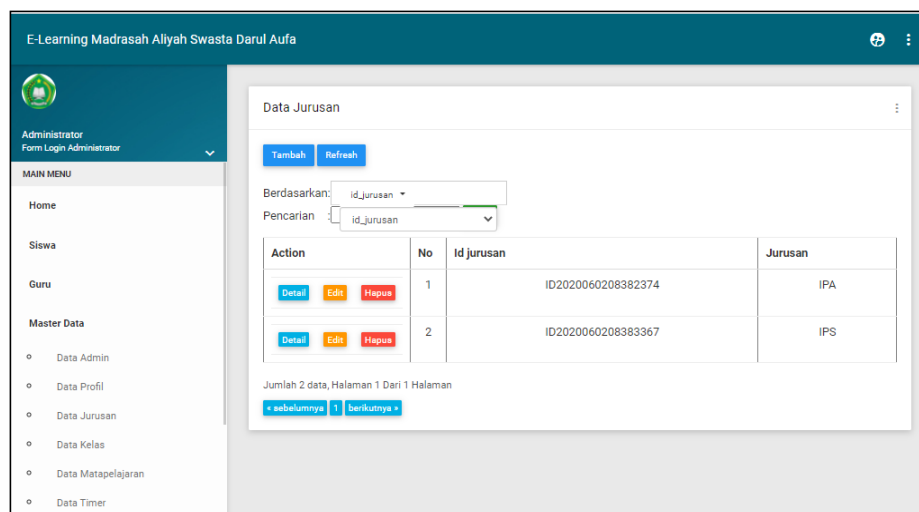 E-Learning Madrasah Aliyah Swasta Darul Aufa
Administrator
Form Login Administrator
MAIN MENU
Home
Siswa
Guru
Master Data
Data Admin
Data Profil
Data Jurusan
Data Kelas
Data Matapelajaran
Data Timer
Data Jurusan
Tambah Refresh
Berdasarkan: id_jurusan
Pencarian : id_jurusan
Action No Id jurusan Jurusan
Detail Edit Hapus 1 ID2020060208382374 IPA
Detail Edit Hapus 2 ID2020060208383367 IPS
Jumlah 2 data, Halaman 1 Dari 1 Halaman
« sebelumnya 1 berikutnya »